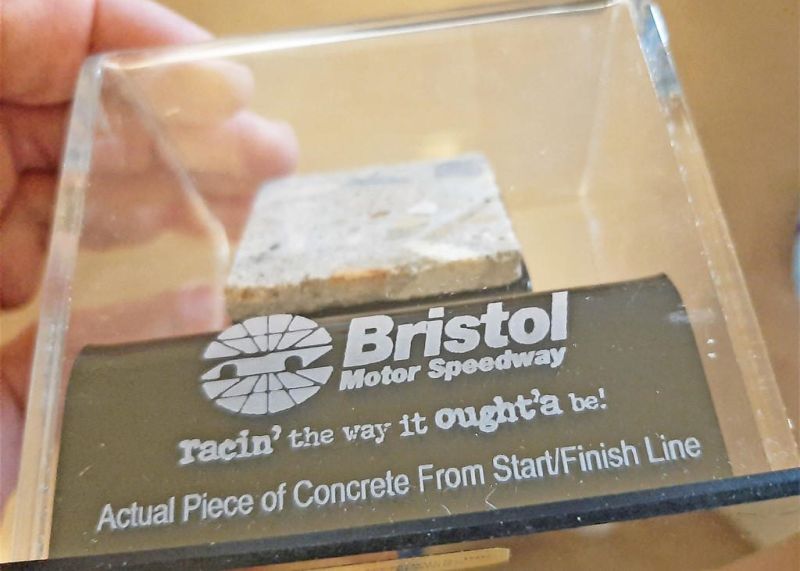 Bristol
Motor Speedway
racin' the way it ought'a be!
Actual Piece of Concrete From Start/Finish Line